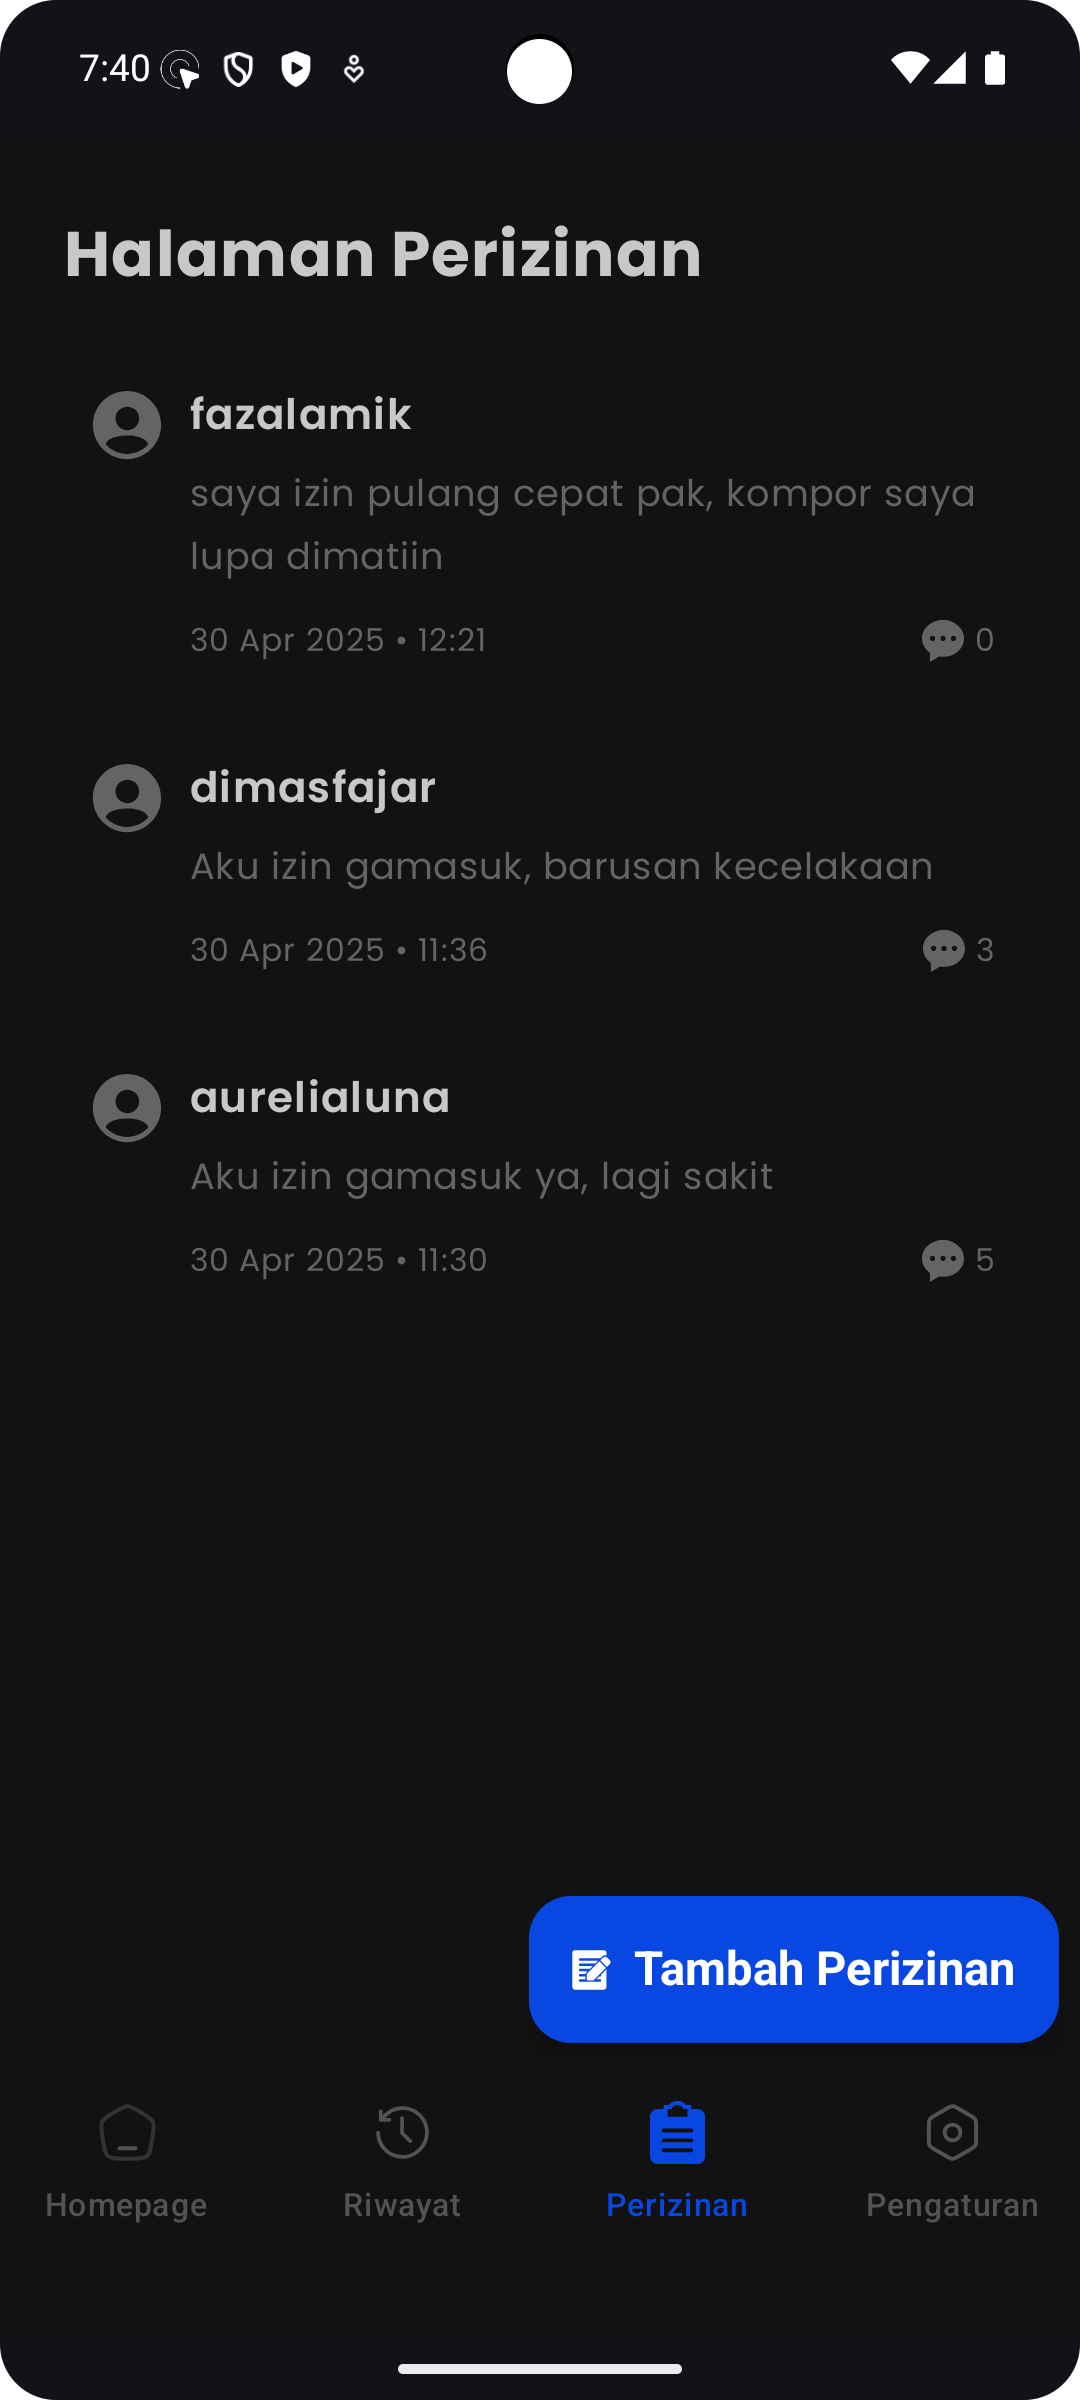 7:40
Halaman Perizinan
fazalamik
saya izin pulang cepat pak, kompor saya
lupa dimatiin
30 Apr 2025 • 12:21
0
dimasfajar
Aku izin gamasuk, barusan kecelakaan
30 Apr 2025 • 11:36
3
aurelialuna
Aku izin gamasuk ya, lagi sakit
30 Apr 2025 • 11:30
5
Tambah Perizinan
Homepage
Riwayat
Perizinan
Pengaturan